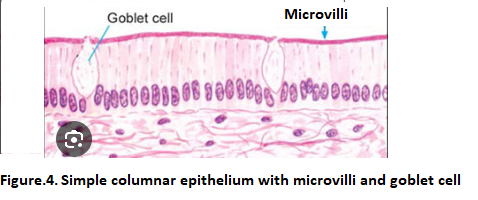 Goblet cell
Microvilli
Figure.4. Simple columnar epithelium with microvilli and goblet cell